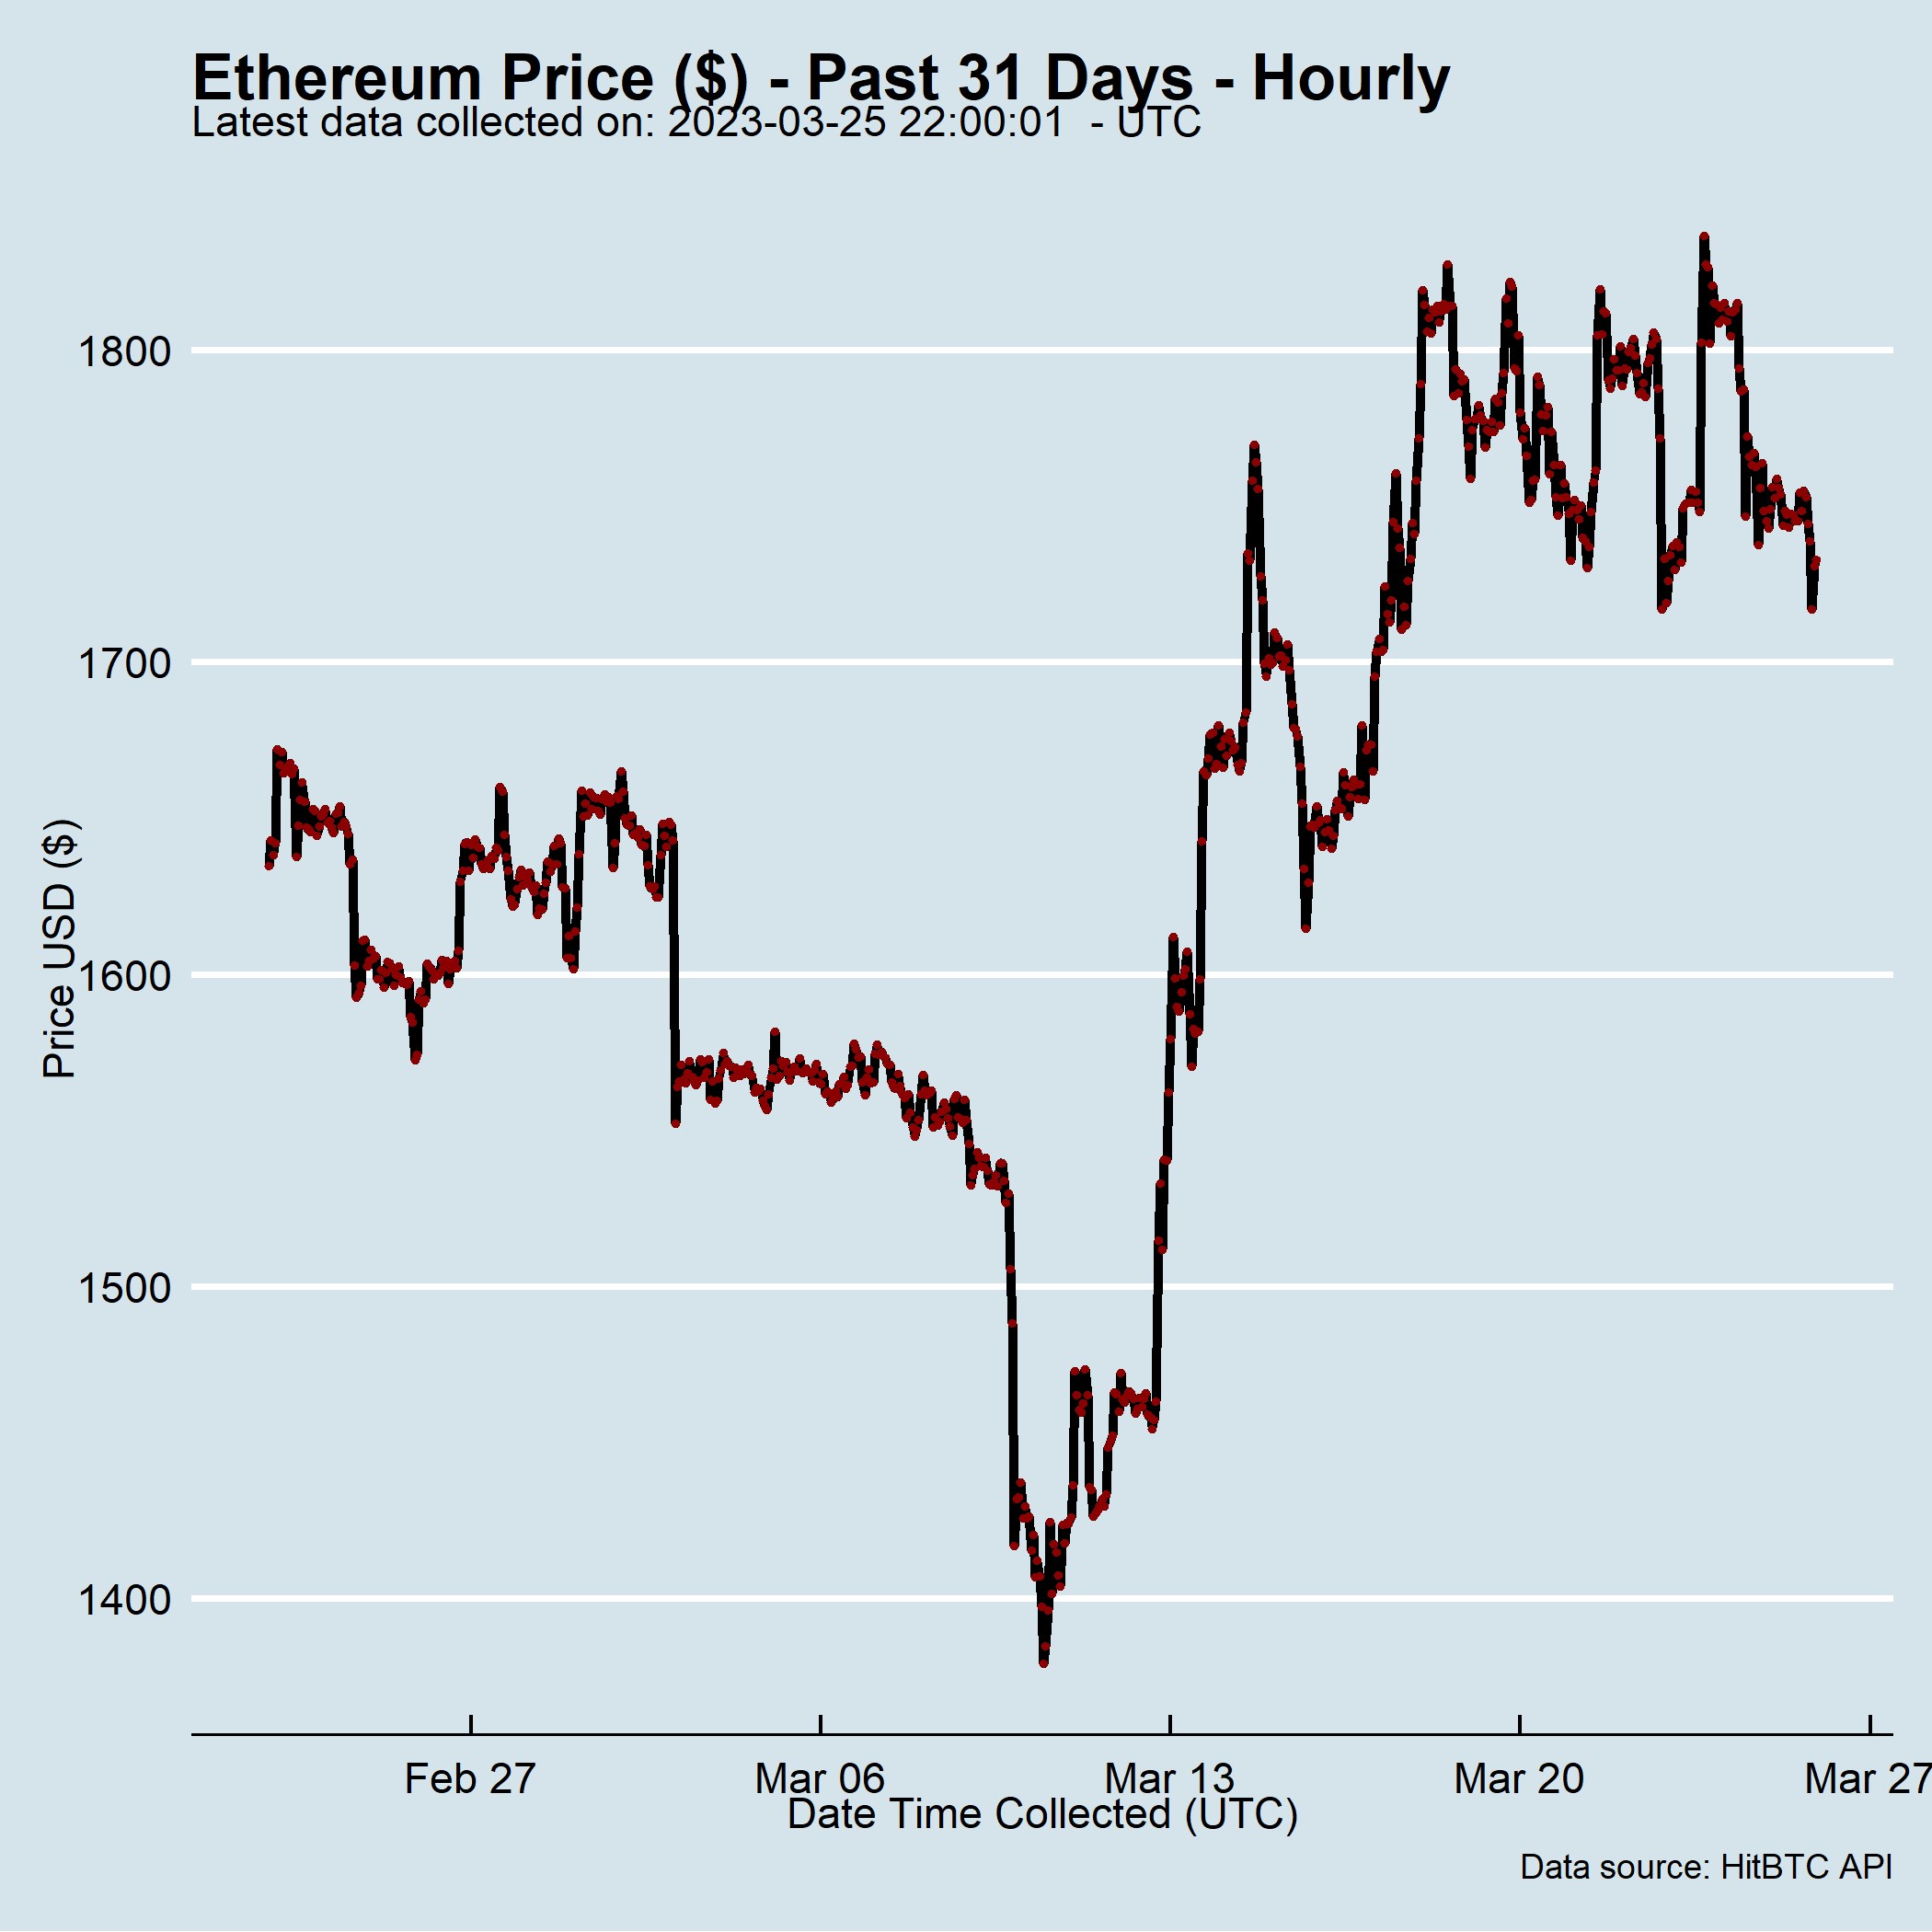 Ethereum Price ($) - Past 31 Days - Hourly
Latest data collected on: 2023-03-25 22:00:01  - UTC
Price USD ($)
1800
1700
1600
1500
1400
Feb 27 Mar 06 Mar 13 Mar 20 Mar 27
Date Time Collected (UTC)
Data source: HitBTC API